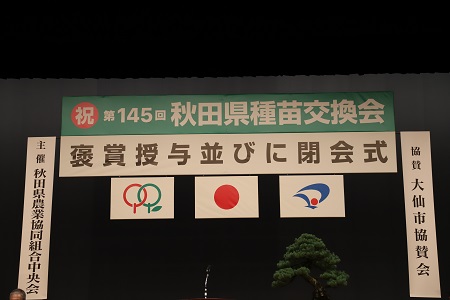 祝 第145回 秋田県種苗交換会
褒賞授与並びに閉会式
主催 秋田県農業協同組合中央会
協賛 大仙市協賛会